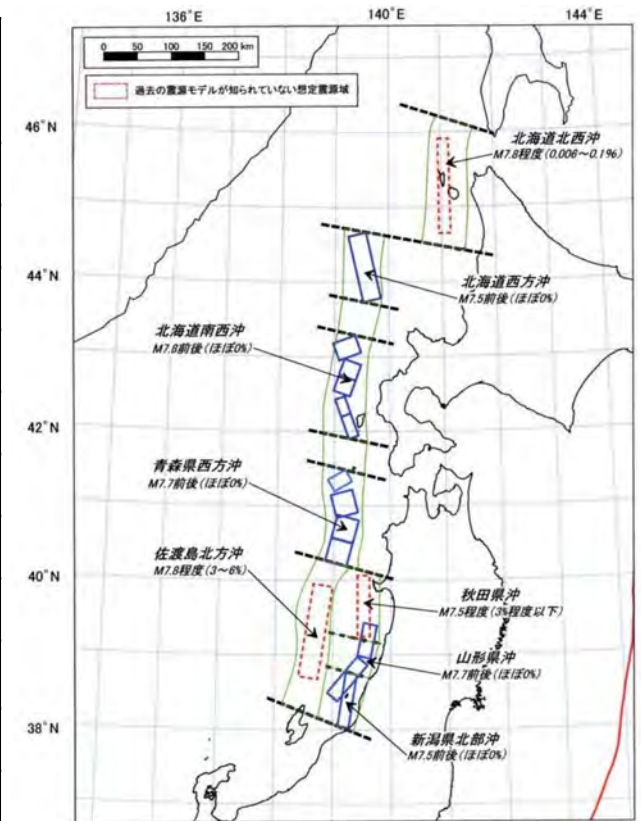 136°E
140°E
144°E
0 50 100 150 200 km
過去の震源モデルが知られていない想定震源域
46°N
北海道北西沖
M7.8程度(0.006～0.1%)
44°N
北海道西方沖
M7.5前後(ほぼ0%)
北海道南西沖
M7.8前後(ほぼ0%)
42°N
青森県西方沖
M7.7前後(ほぼ0%)
佐渡島北方沖
M7.8程度(3～6%)
40°N
秋田県沖
M7.5程度(3%程度以下)
山形県沖
M7.7前後(ほぼ0%)
38°N
新潟県北部沖
M7.5前後(ほぼ0%)